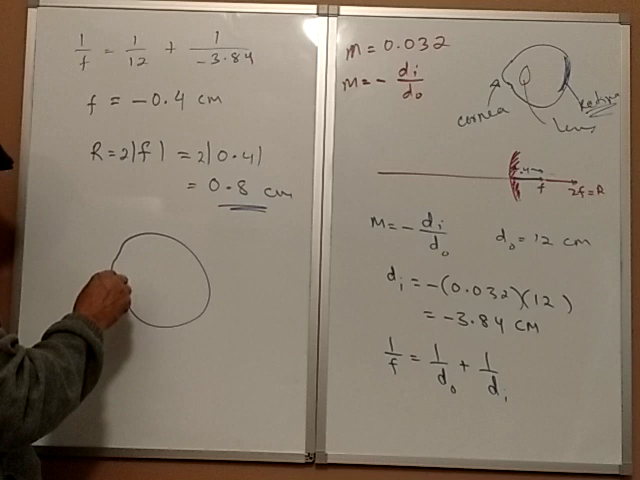 1/f = 1/12 + 1/-3.84
f = -0.4 cm
R = 2|f| = 2|0.4|
= 0.8 cm
m = 0.032
m = - di/do
cornea
Lens
Retina
.4
f
2f = R
M = - di/do
do = 12 cm
di = -(0.032)(12)
= -3.84 cm
1/f = 1/do + 1/di